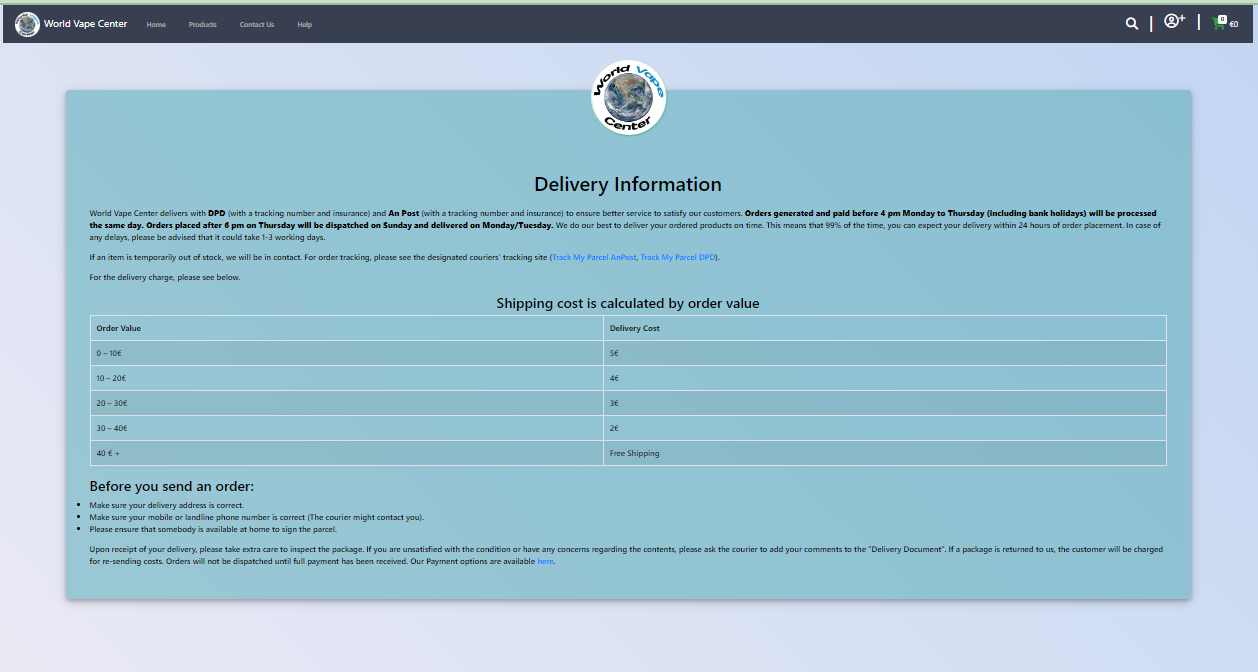 World Vape Center Home Products Contact Us Help 0 €0
World Vape
Center
Delivery Information
World Vape Center delivers with DPD (with a tracking number and insurance) and An Post (with a tracking number and insurance) to ensure better service to satisfy our customers. Orders generated and paid before 4 pm Monday to Thursday (including bank holidays) will be processed
the same day. Orders placed after 6 pm on Thursday will be dispatched on Sunday and delivered on Monday/Tuesday. We do our best to deliver your ordered products on time. This means that 99% of the time, you can expect your delivery within 24 hours of order placement. In case of
any delays, please be advised that it could take 1-3 working days.
If an item is temporarily out of stock, we will be in contact. For order tracking, please see the designated couriers' tracking site (Track My Parcel AnPost, Track My Parcel DPD).
For the delivery charge, please see below.
Shipping cost is calculated by order value
Order Value Delivery Cost
0 – 10€ 5€
10 – 20€ 4€
20 – 30€ 3€
30 – 40€ 2€
40 € + Free Shipping
Before you send an order:
Make sure your delivery address is correct.
Make sure your mobile or landline phone number is correct (The courier might contact you).
Please ensure that somebody is available at home to sign the parcel.
Upon receipt of your delivery, please take extra care to inspect the package. If you are unsatisfied with the condition or have any concerns regarding the contents, please ask the courier to add your comments to the "Delivery Document". If a package is returned to us, the customer will be charged
for re-sending costs. Orders will not be dispatched until full payment has been received. Our Payment options are available here.